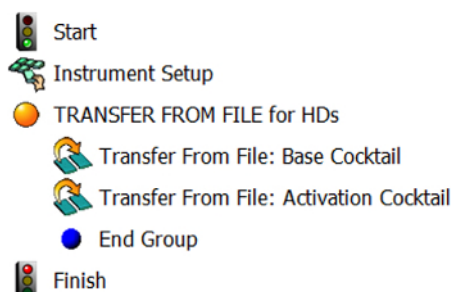 Start
Instrument Setup
TRANSFER FROM FILE for HDs
Transfer From File: Base Cocktail
Transfer From File: Activation Cocktail
End Group
Finish